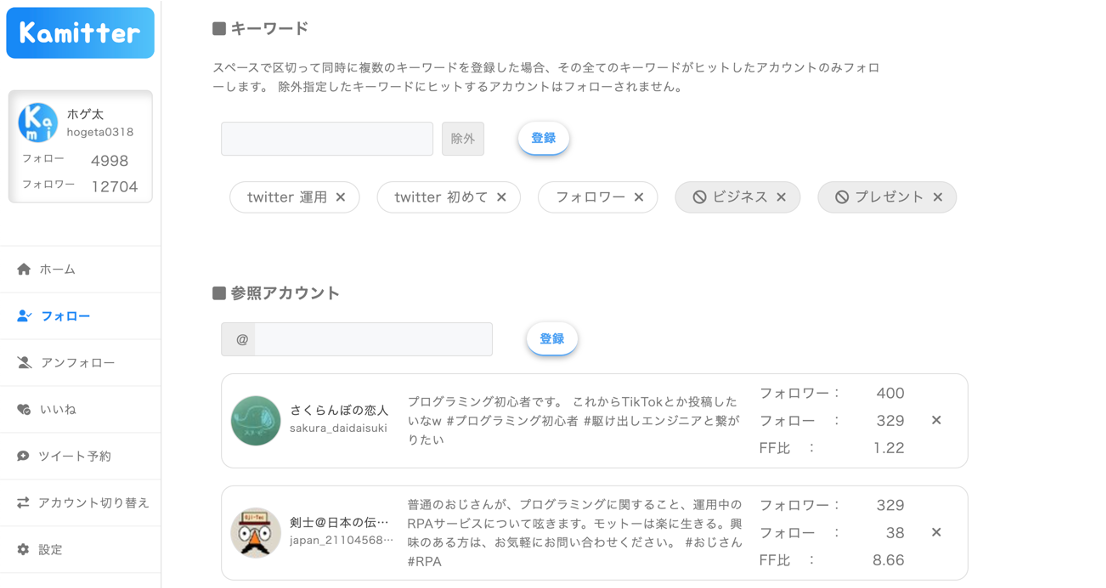 Kamitter
Kami
ホゲ太
hogeta0318
フォロー 4998
フォロワー 12704
ホーム
フォロー
アンフォロー
いいね
ツイート予約
アカウント切り替え
設定
キーワード
スペースで区切って同時に複数のキーワードを登録した場合、その全てのキーワードがヒットしたアカウントのみフォロ
ーします。 除外指定したキーワードにヒットするアカウントはフォローされません。
除外 登録
twitter 運用 × twitter 初めて × フォロワー × ビジネス × プレゼント ×
参照アカウント
@ 登録
さくらんぼの恋人
sakura_daidaisuki
プログラミング初心者です。 これからTikTokとか投稿した
いなw #プログラミング初心者 #駆け出しエンジニアと繋が
りたい
フォロワー： 400
フォロー ： 329
FF比 ： 1.22
×
剣士@日本の伝…
japan_21104568…
普通のおじさんが、プログラミングに関すること、運用中の
RPAサービスについて呟きます。モットーは楽に生きる。興
味のある方は、お気軽にお問い合わせください。 #おじさん
#RPA
フォロワー： 329
フォロー ： 38
FF比 ： 8.66
×